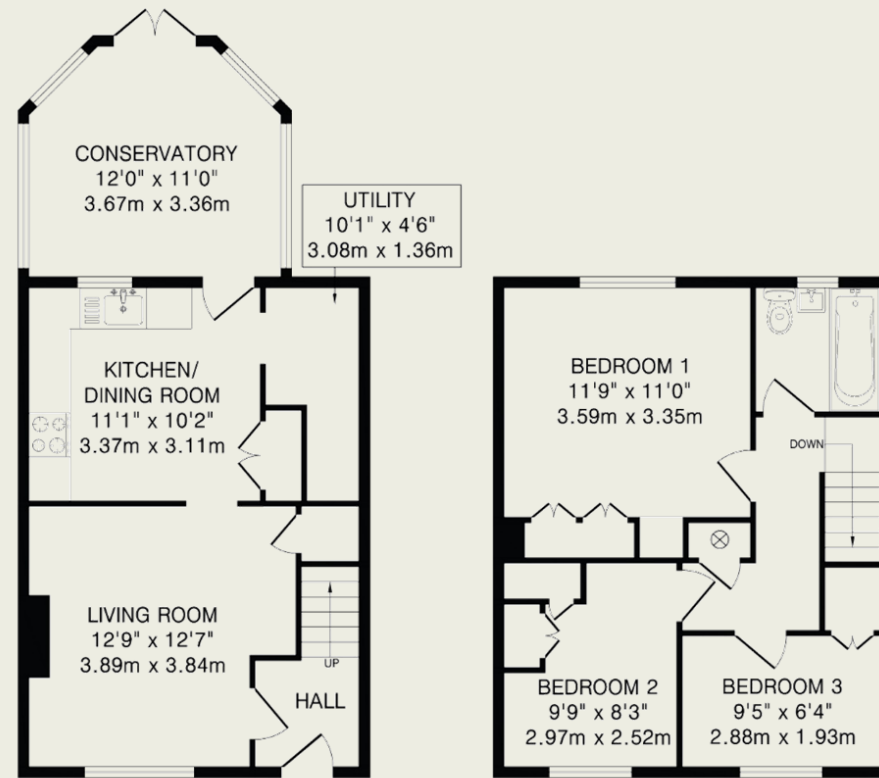 CONSERVATORY
12'0" x 11'0"
3.67m x 3.36m
UTILITY
10'1" x 4'6"
3.08m x 1.36m
KITCHEN/
DINING ROOM
11'1" x 10'2"
3.37m x 3.11m
LIVING ROOM
12'9" x 12'7"
3.89m x 3.84m
UP
HALL
BEDROOM 1
11'9" x 11'0"
3.59m x 3.35m
DOWN
BEDROOM 2
9'9" x 8'3"
2.97m x 2.52m
BEDROOM 3
9'5" x 6'4"
2.88m x 1.93m